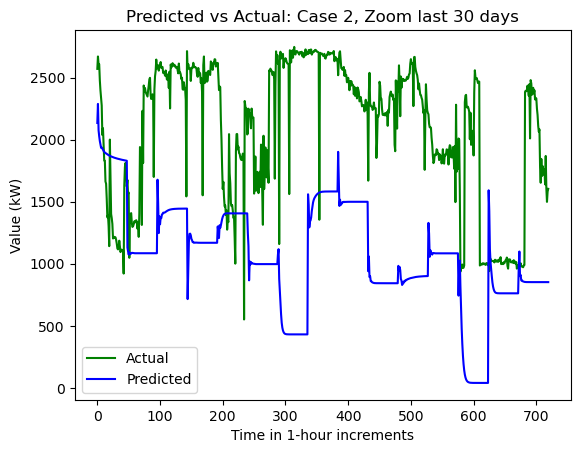 Predicted vs Actual: Case 2, Zoom last 30 days
Value (kW)
2500
2000
1500
1000
500
0
Actual
Predicted
0 100 200 300 400 500 600 700
Time in 1-hour increments